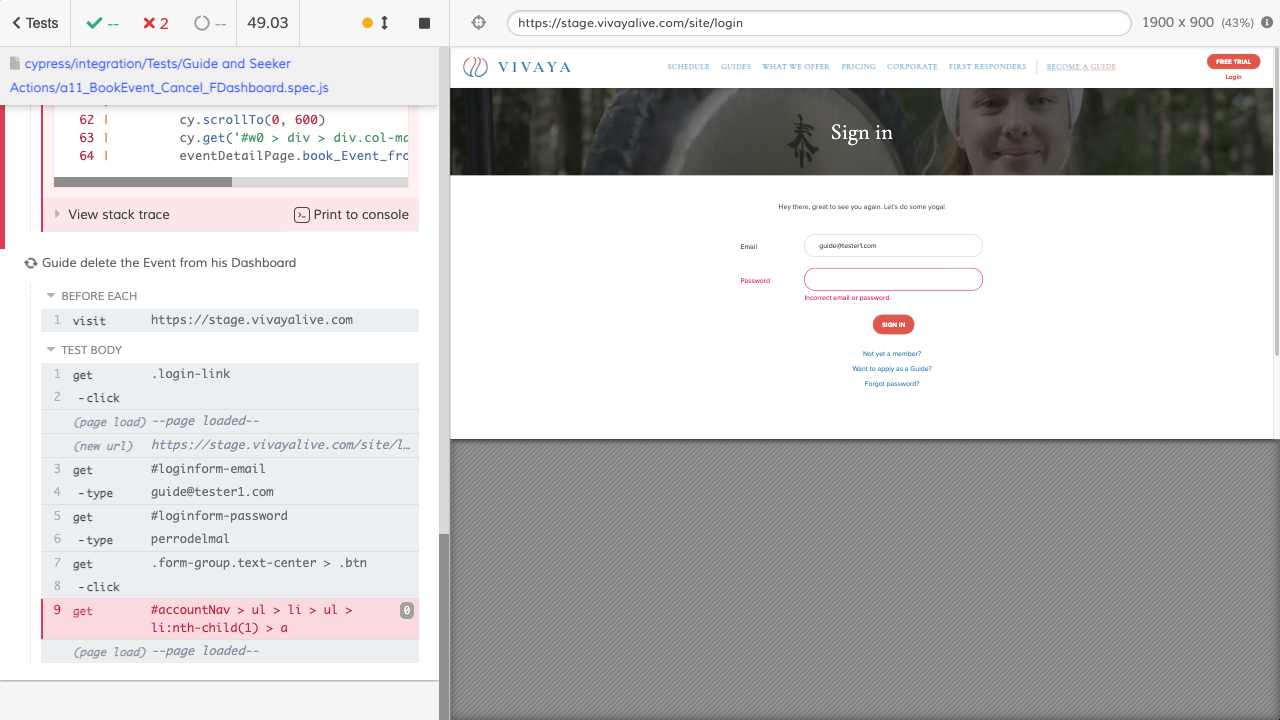 Tests
--
2
--
49.03
https://stage.vivayalive.com/site/login
1900 x 900 (43%)
cypress/integration/Tests/Guide and Seeker
Actions/a11_BookEvent_Cancel_FDashboard.spec.js
62 | cy.scrollTo(0, 600)
63 | cy.get('#w0 > div > div.col-ma
64 | eventDetailPage.book_Event_fro
View stack trace
Print to console
Guide delete the Event from his Dashboard
BEFORE EACH
1 visit https://stage.vivayalive.com
TEST BODY
1 get .login-link
2 -click
(page load) --page loaded--
(new url) https://stage.vivayalive.com/site/l…
3 get #loginform-email
4 -type guide@tester1.com
5 get #loginform-password
6 -type perrodelmal
7 get .form-group.text-center > .btn
8 -click
9 get #accountNav > ul > li > ul > 0
li:nth-child(1) > a
(page load) --page loaded--
VIVAYA
SCHEDULE GUIDES WHAT WE OFFER PRICING CORPORATE FIRST RESPONDERS BECOME A GUIDE
FREE TRIAL
Login
Sign in
Hey there, great to see you again. Let's do some yoga!
Email guide@tester1.com
Password
Incorrect email or password.
SIGN IN
Not yet a member?
Want to apply as a Guide?
Forgot password?